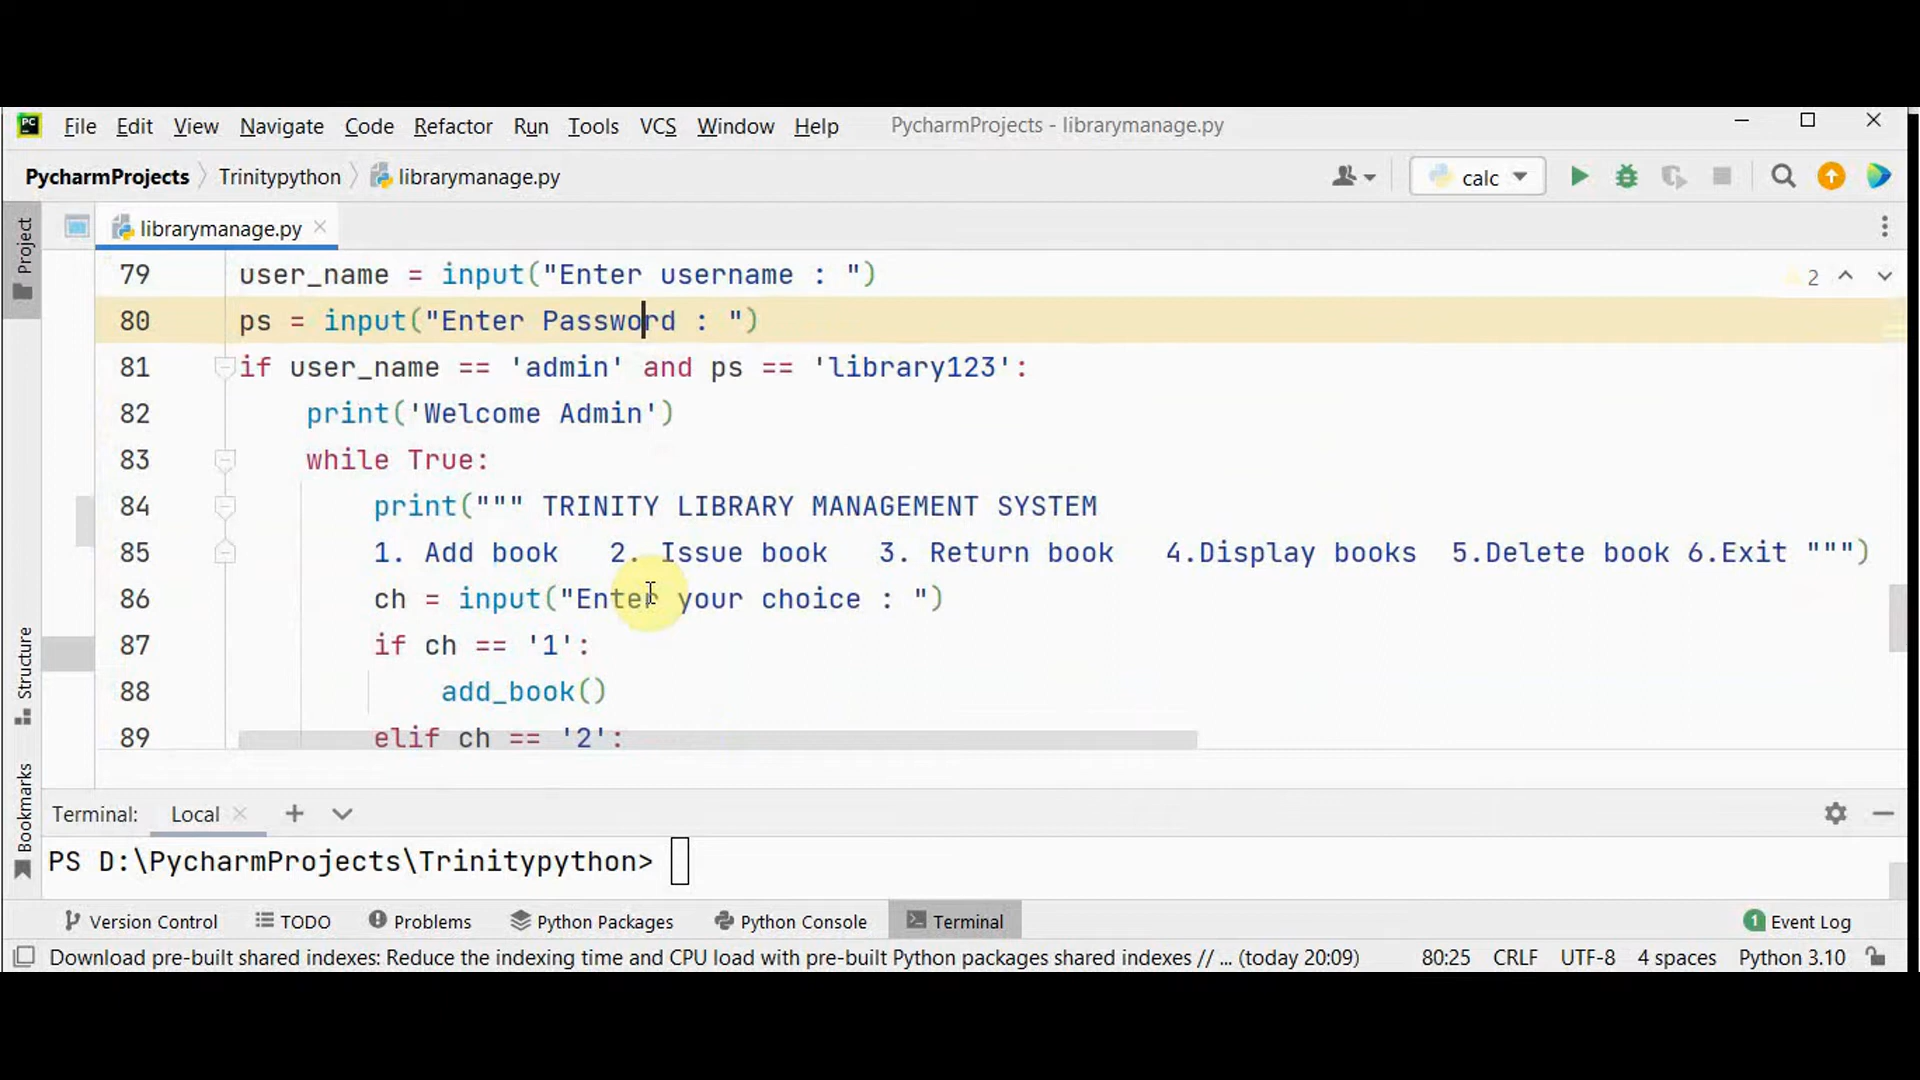 PC File Edit View Navigate Code Refactor Run Tools VCS Window Help PycharmProjects - librarymanage.py
PycharmProjects Trinitypython librarymanage.py calc
Project
librarymanage.py
79 user_name = input("Enter username : ") 2
80 ps = input("Enter Password : ")
81 if user_name == 'admin' and ps == 'library123':
82 print('Welcome Admin')
83 while True:
84 print(""" TRINITY LIBRARY MANAGEMENT SYSTEM
85 1. Add book 2. Issue book 3. Return book 4.Display books 5.Delete book 6.Exit """)
86 ch = input("Enter your choice : ")
87 if ch == '1':
88 add_book()
89 elif ch == '2':
Structure
Bookmarks
Terminal: Local
PS D:\PycharmProjects\Trinitypython>
Version Control TODO Problems Python Packages Python Console Terminal 1 Event Log
Download pre-built shared indexes: Reduce the indexing time and CPU load with pre-built Python packages shared indexes // ... (today 20:09) 80:25 CRLF UTF-8 4 spaces Python 3.10